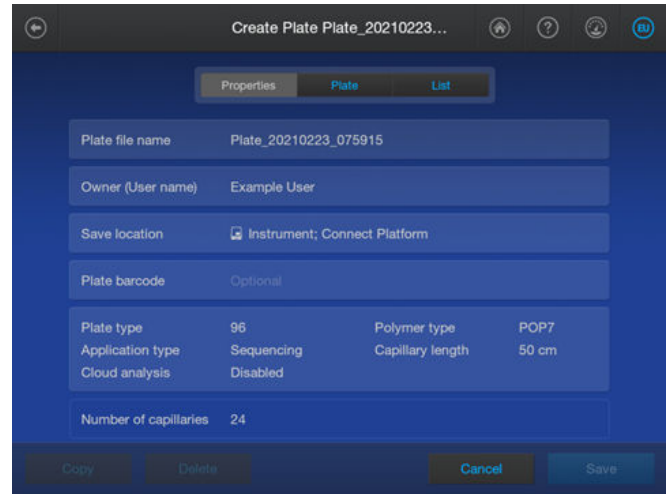 Create Plate Plate_20210223...
?
EU
Properties Plate List
Plate file name Plate_20210223_075915
Owner (User name) Example User
Save location Instrument; Connect Platform
Plate barcode Optional
Plate type 96 Polymer type POP7
Application type Sequencing Capillary length 50 cm
Cloud analysis Disabled
Number of capillaries 24
Copy Delete Cancel Save